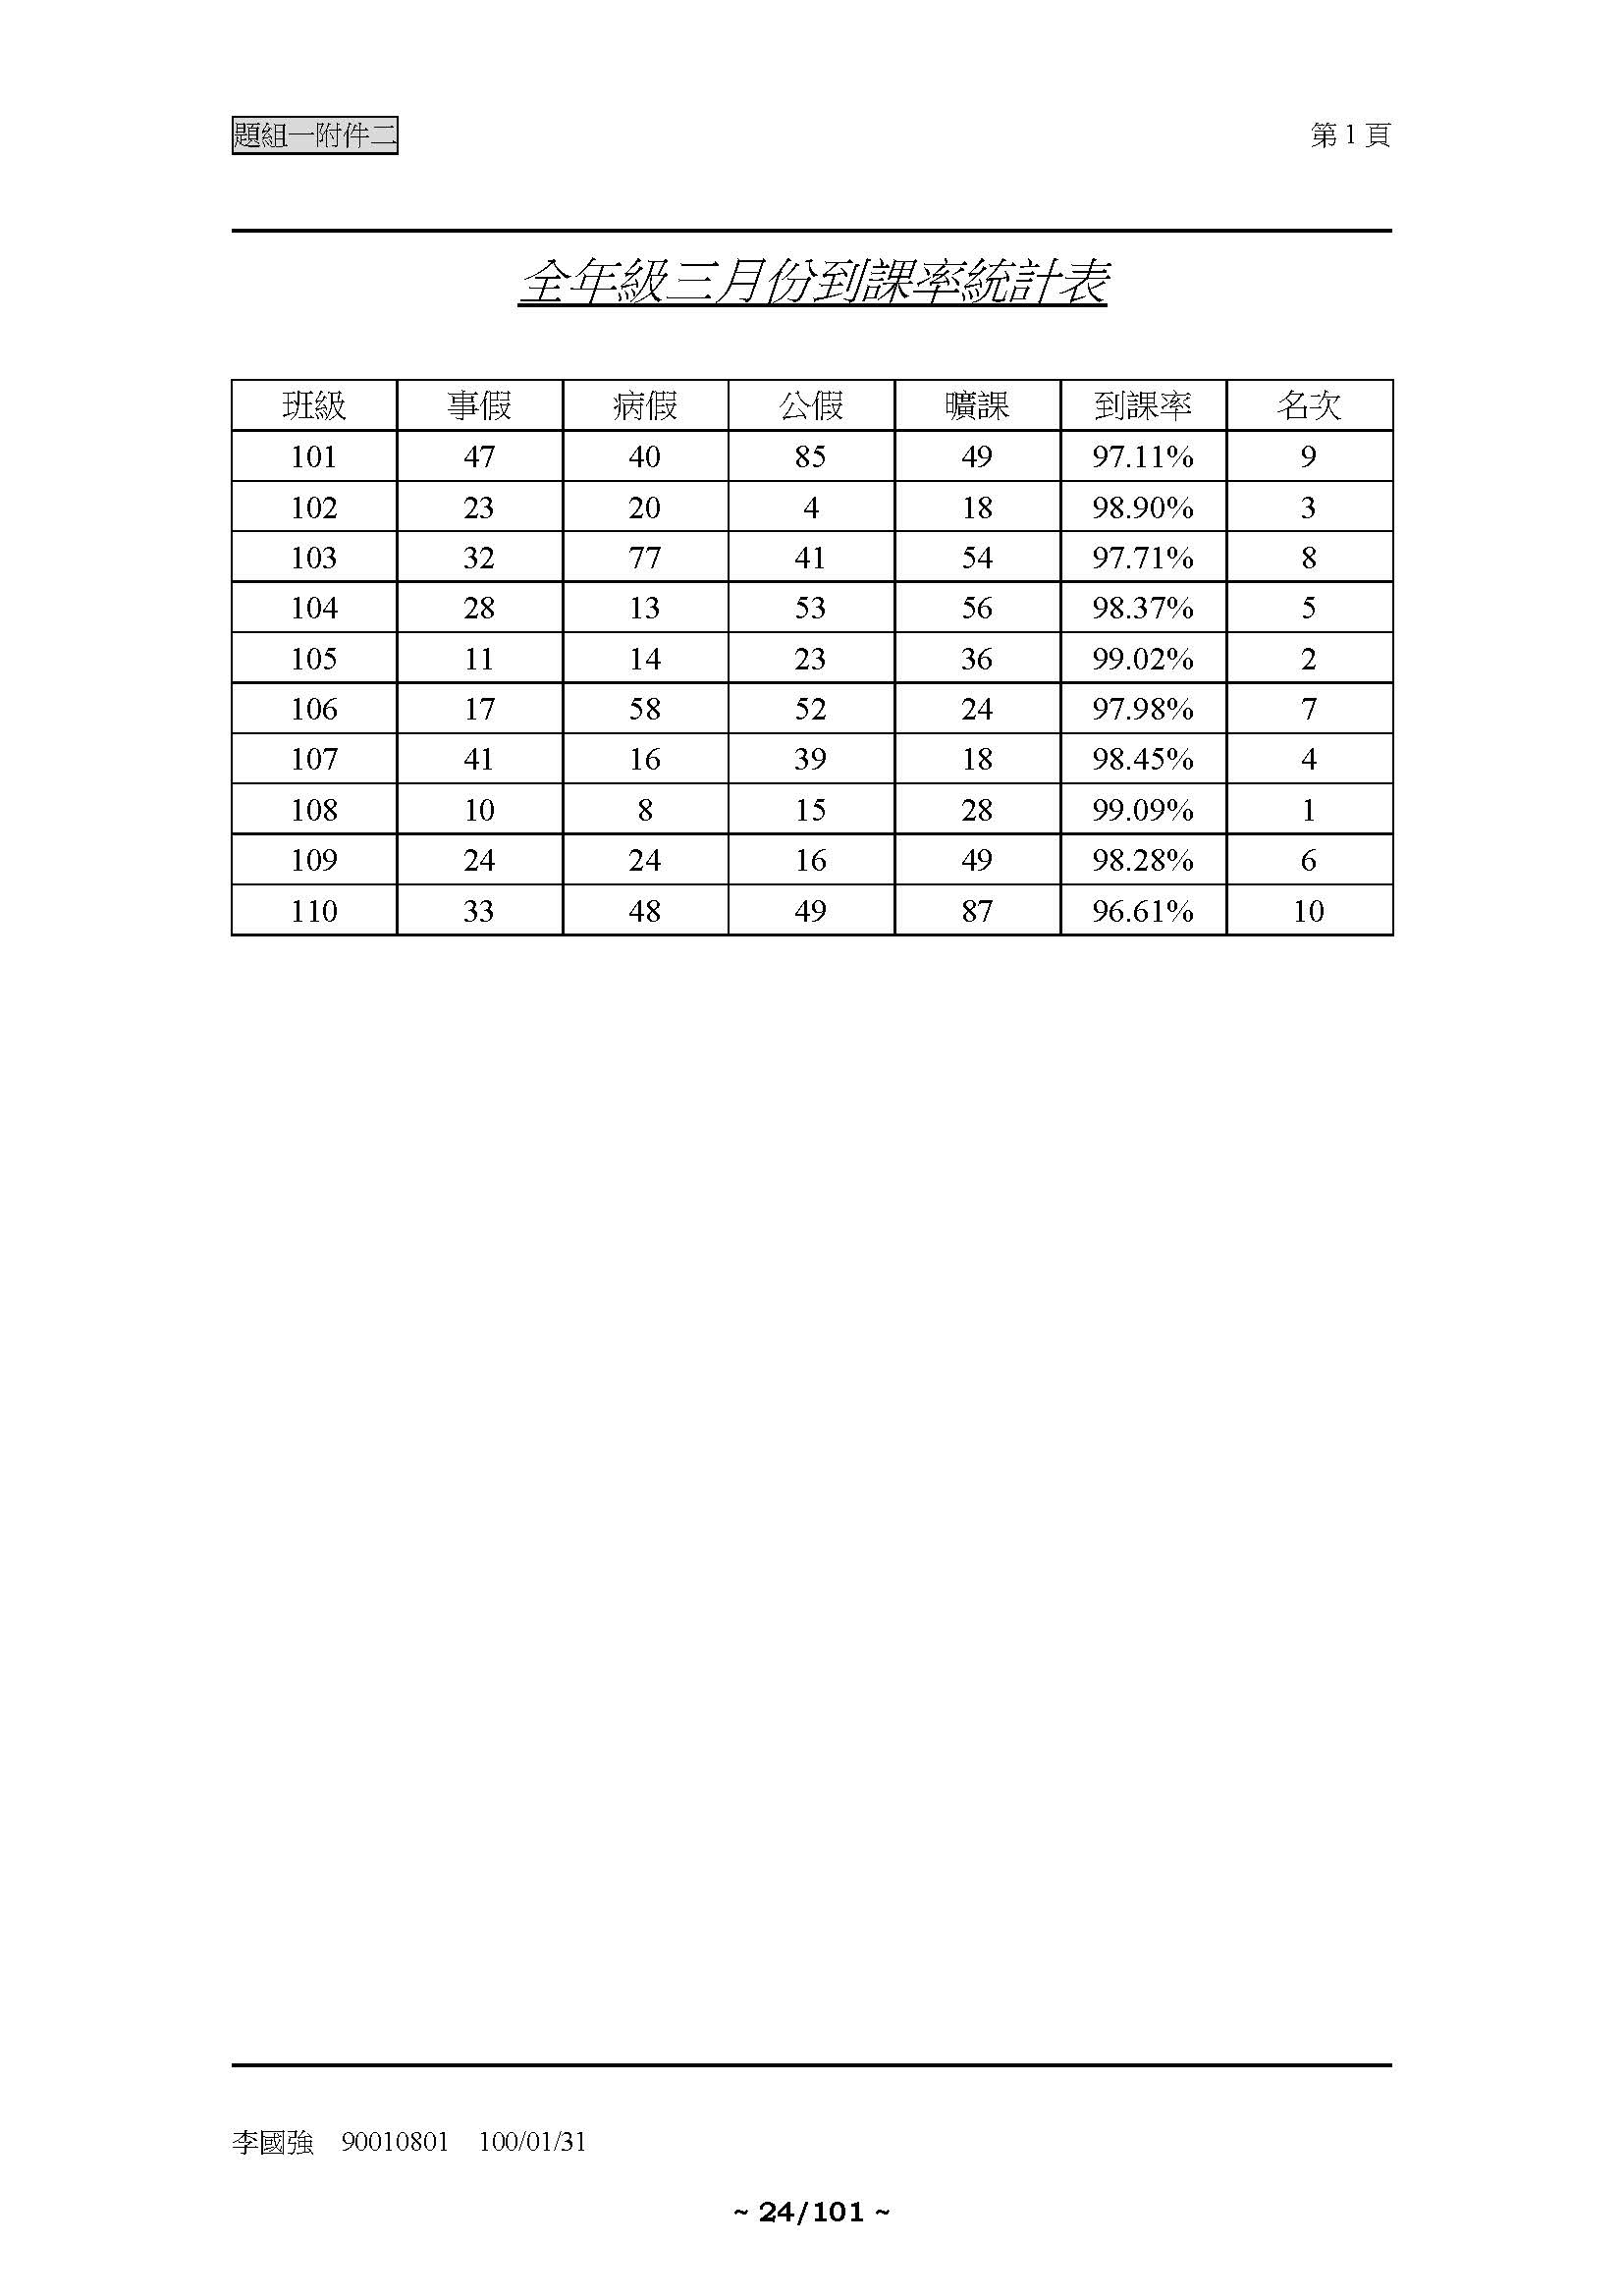 題組一附件二 第 1 頁
全年級三月份到課率統計表
班級 事假 病假 公假 曠課 到課率 名次
101 47 40 85 49 97.11% 9
102 23 20 4 18 98.90% 3
103 32 77 41 54 97.71% 8
104 28 13 53 56 98.37% 5
105 11 14 23 36 99.02% 2
106 17 58 52 24 97.98% 7
107 41 16 39 18 98.45% 4
108 10 8 15 28 99.09% 1
109 24 24 16 49 98.28% 6
110 33 48 49 87 96.61% 10
李國強 90010801 100/01/31
~ 24/101 ~